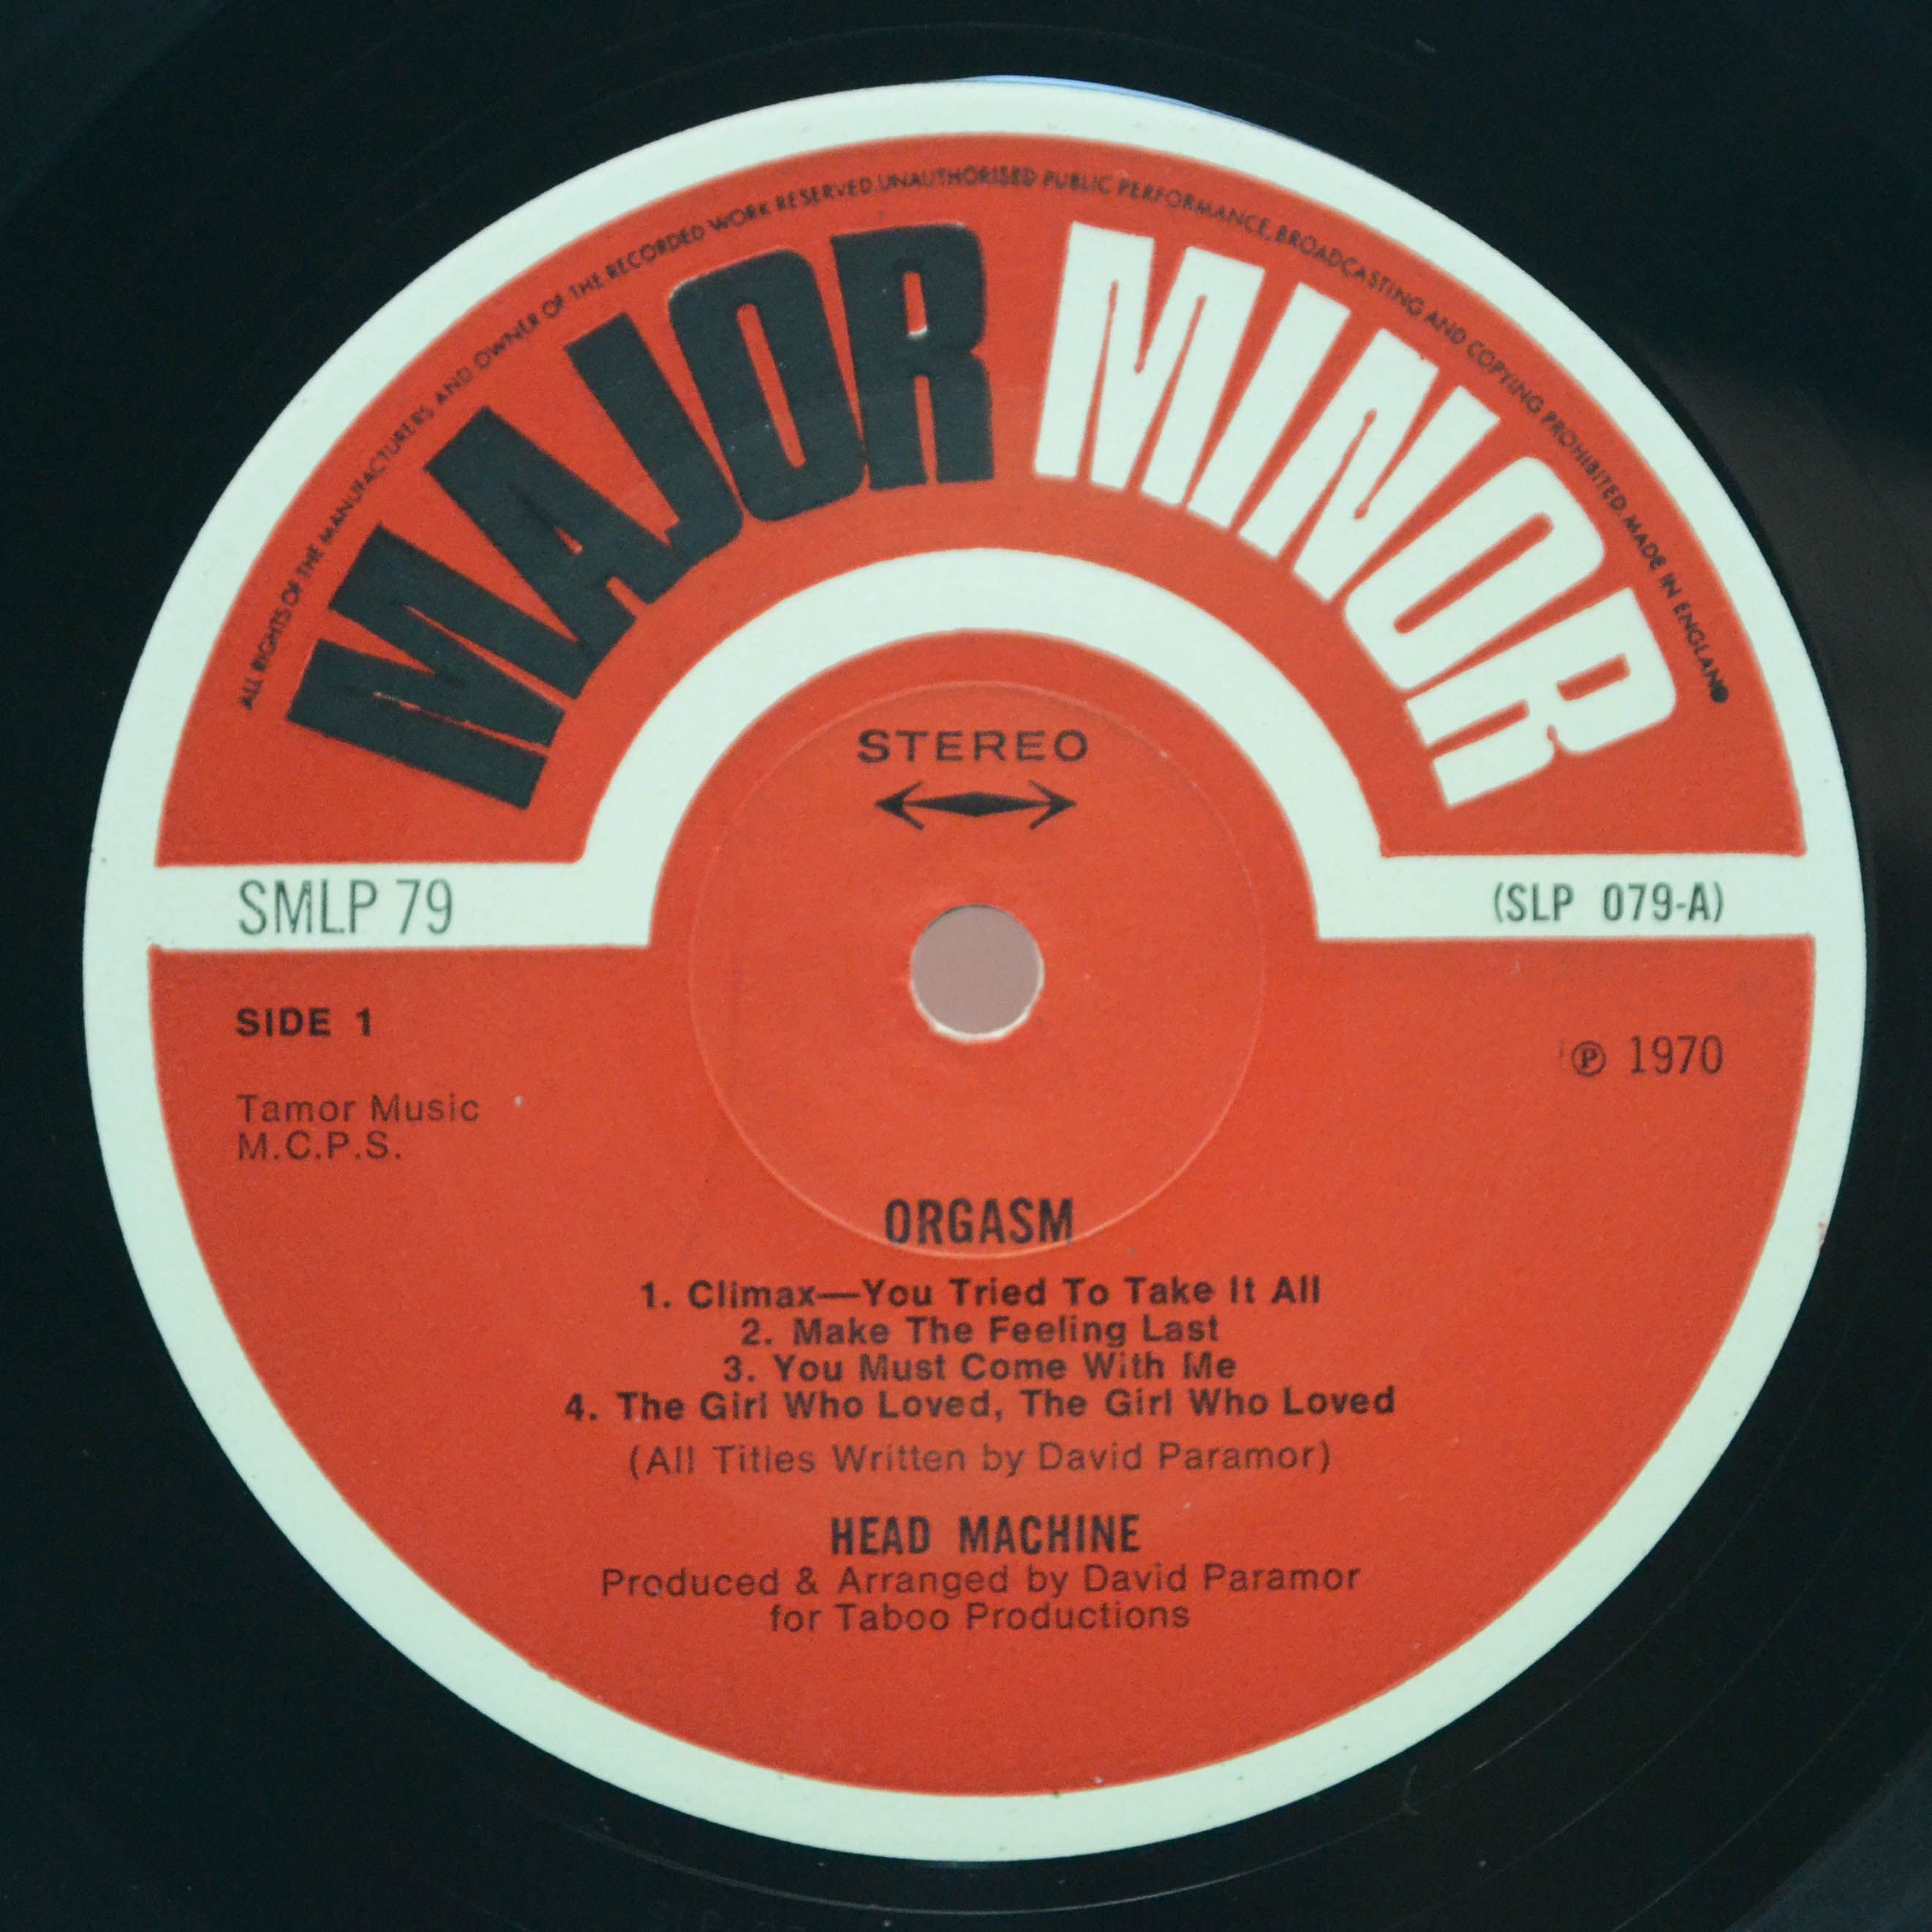 ALL RIGHTS OF THE MANUFACTURERS AND OWNER OF THE RECORDED WORK RESERVED. UNAUTHORISED PUBLIC PERFORMANCE, BROADCASTING AND COPYING PROHIBITED. MADE IN ENGLAND
MAJOR MINOR
STEREO
SMLP 79
(SLP 079-A)
SIDE 1
℗ 1970
Tamor Music
M.C.P.S.
ORGASM
1. Climax—You Tried To Take It All
2. Make The Feeling Last
3. You Must Come With Me
4. The Girl Who Loved, The Girl Who Loved
(All Titles Written by David Paramor)
HEAD MACHINE
Produced & Arranged by David Paramor
for Taboo Productions